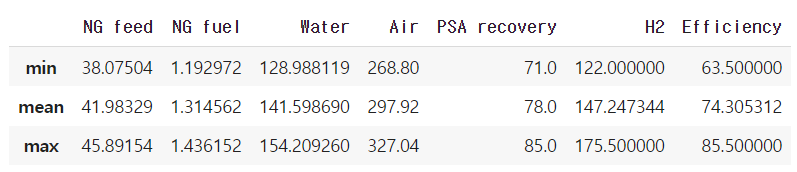 NG feed NG fuel Water Air PSA recovery H2 Efficiency
min 38.07504 1.192972 128.988119 268.80 71.0 122.000000 63.500000
mean 41.98329 1.314562 141.598690 297.92 78.0 147.247344 74.305312
max 45.89154 1.436152 154.209260 327.04 85.0 175.500000 85.500000